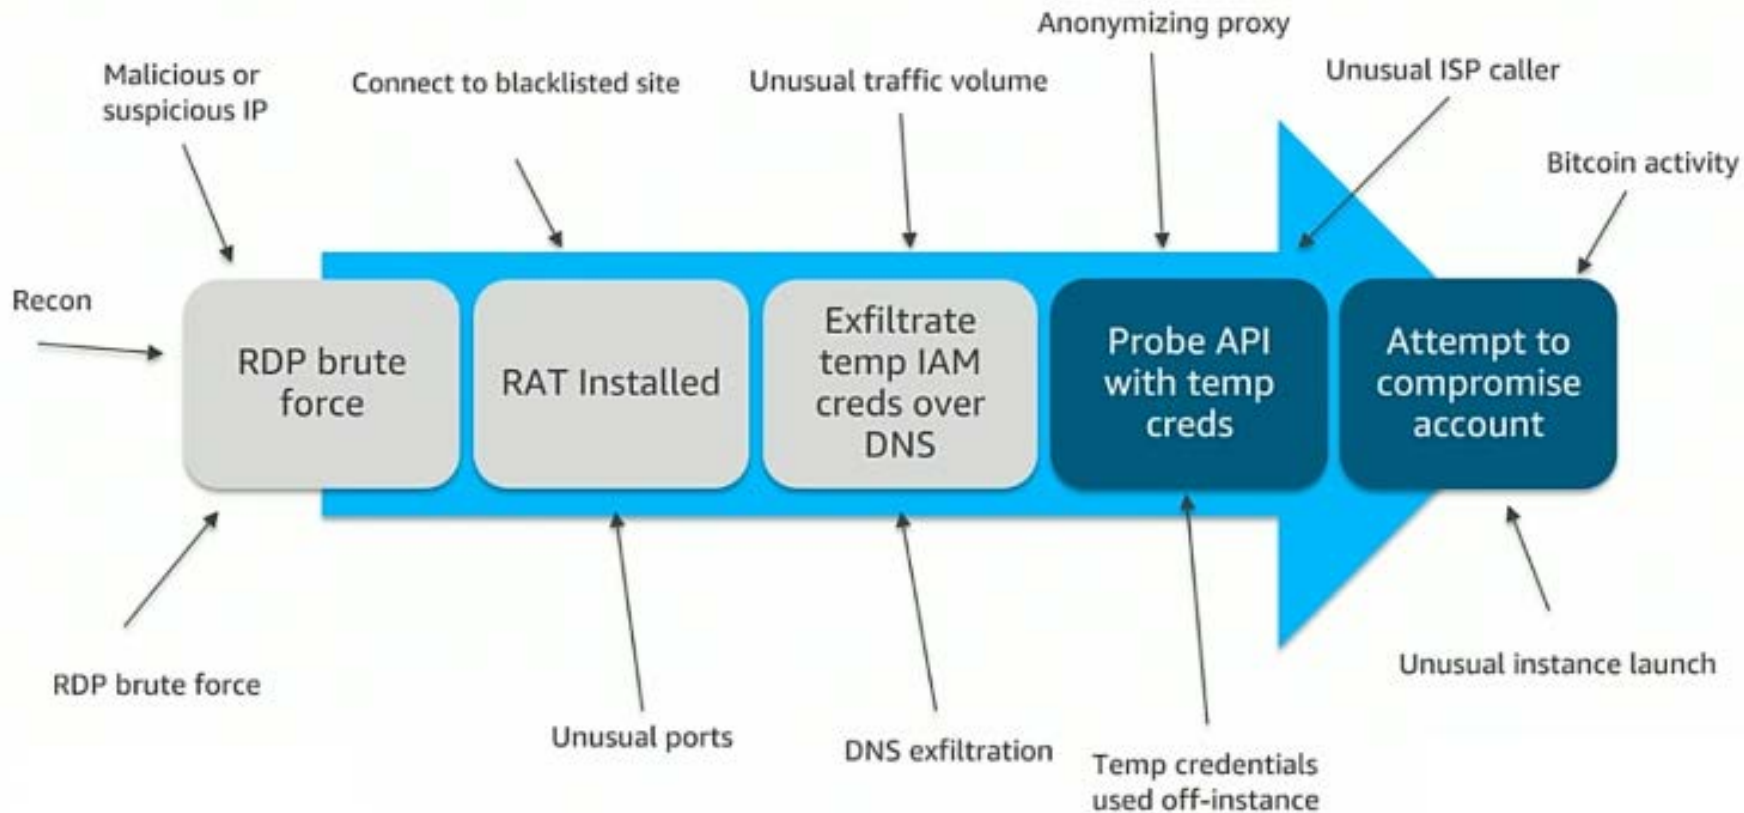 Anonymizing proxy
Malicious or
suspicious IP
Connect to blacklisted site
Unusual traffic volume
Unusual ISP caller
Bitcoin activity
Recon
RDP brute
force
RAT Installed
Exfiltrate
temp IAM
creds over
DNS
Probe API
with temp
creds
Attempt to
compromise
account
RDP brute force
Unusual ports
DNS exfiltration
Temp credentials
used off-instance
Unusual instance launch